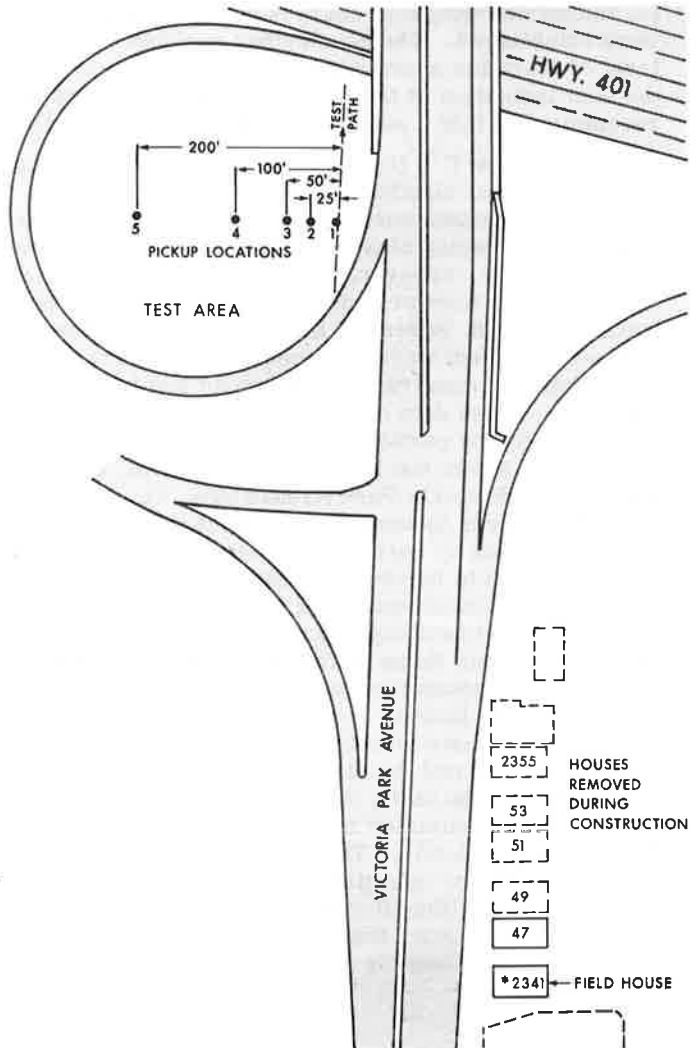 HWY. 401
TEST PATH
200'
100'
50'
25'
5
4
3
2
1
PICKUP LOCATIONS
TEST AREA
VICTORIA PARK AVENUE
2355
HOUSES
REMOVED
DURING
CONSTRUCTION
53
51
49
47
*2341
FIELD HOUSE